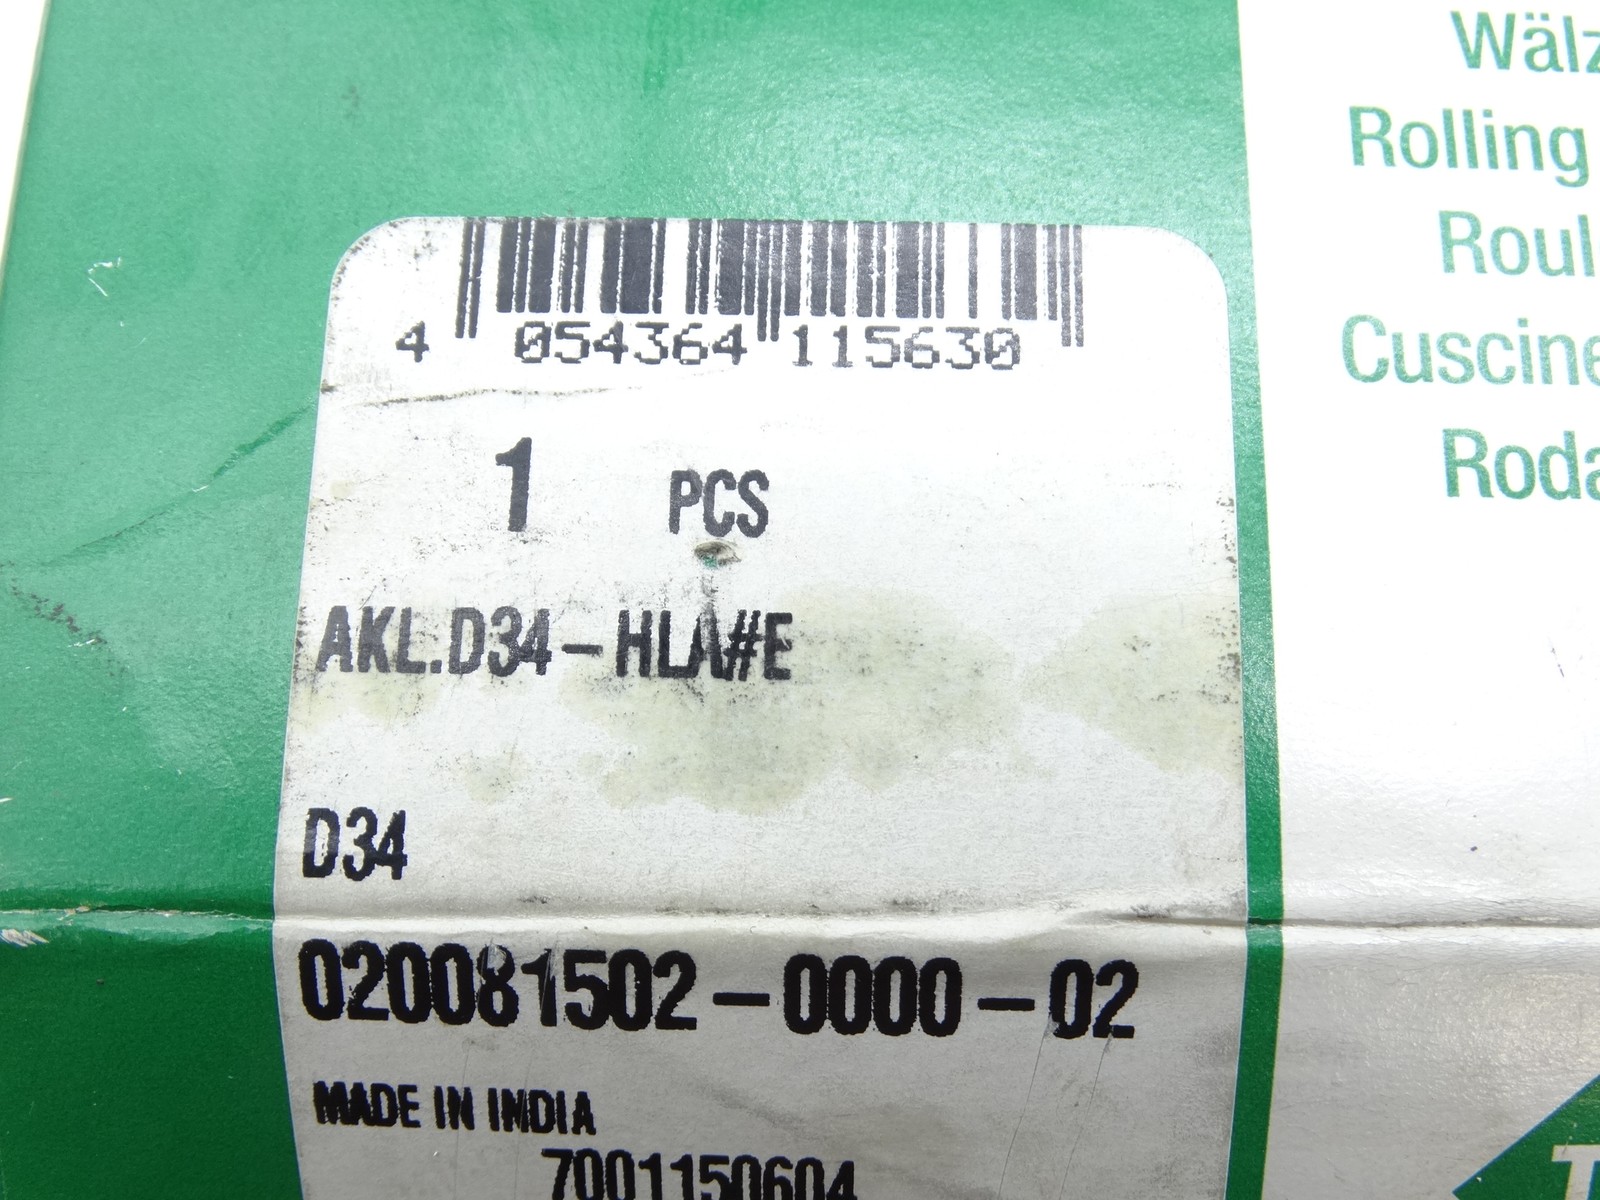 Wälz
Rolling
Roul
Cuscine
Roda
4 054364 115630
1 PCS
AKL.D34-HLA#E
D34
020081502-0000-02
MADE IN INDIA
7001150604